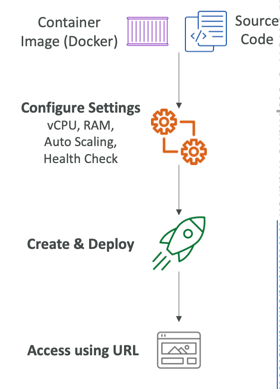 Container
Image (Docker)
Source
Code
Configure Settings
vCPU, RAM,
Auto Scaling,
Health Check
Create & Deploy
Access using URL